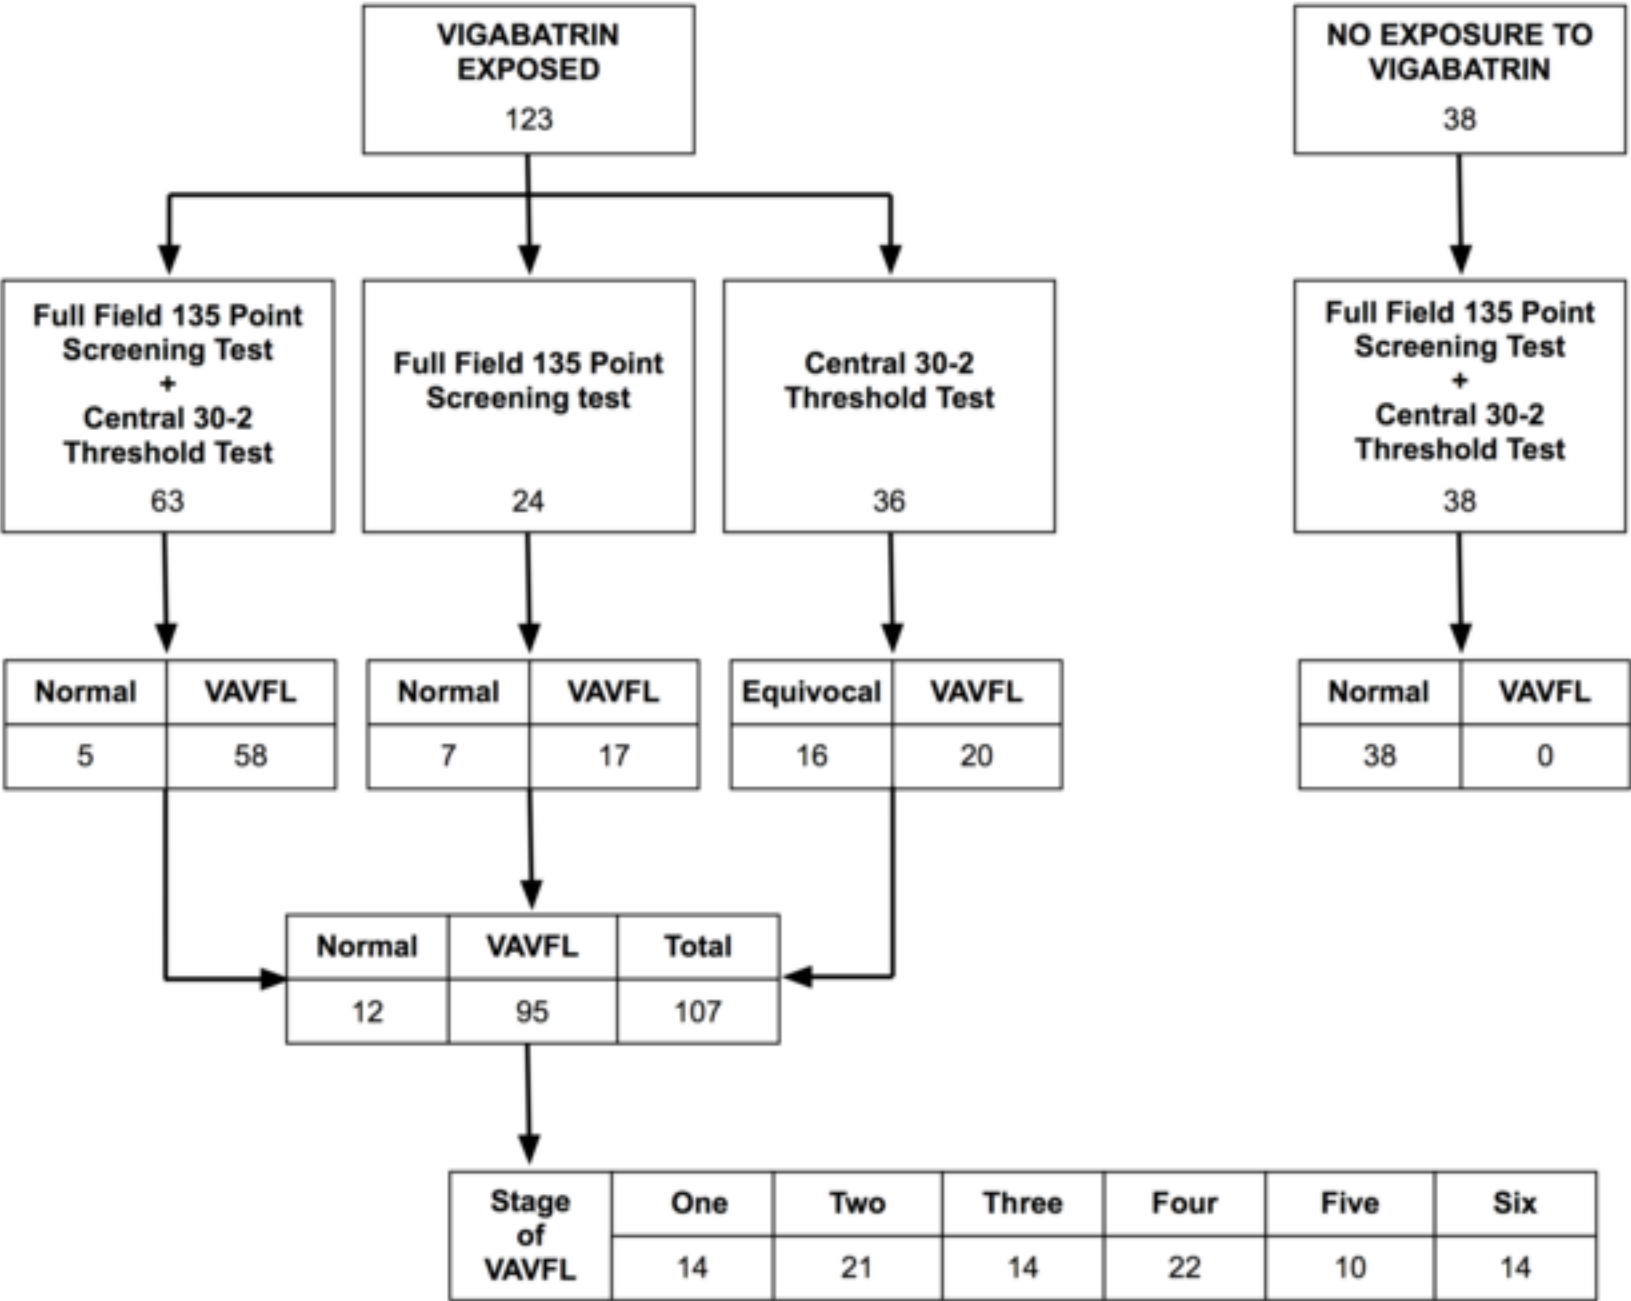 VIGABATRIN
EXPOSED
123
NO EXPOSURE TO
VIGABATRIN
38
Full Field 135 Point
Screening Test
+
Central 30-2
Threshold Test
63
Full Field 135 Point
Screening test
24
Central 30-2
Threshold Test
36
Full Field 135 Point
Screening Test
+
Central 30-2
Threshold Test
38
Normal VAVFL
5 58
Normal VAVFL
7 17
Equivocal VAVFL
16 20
Normal VAVFL
38 0
Normal VAVFL Total
12 95 107
Stage
of
VAVFL
One Two Three Four Five Six
14 21 14 22 10 14